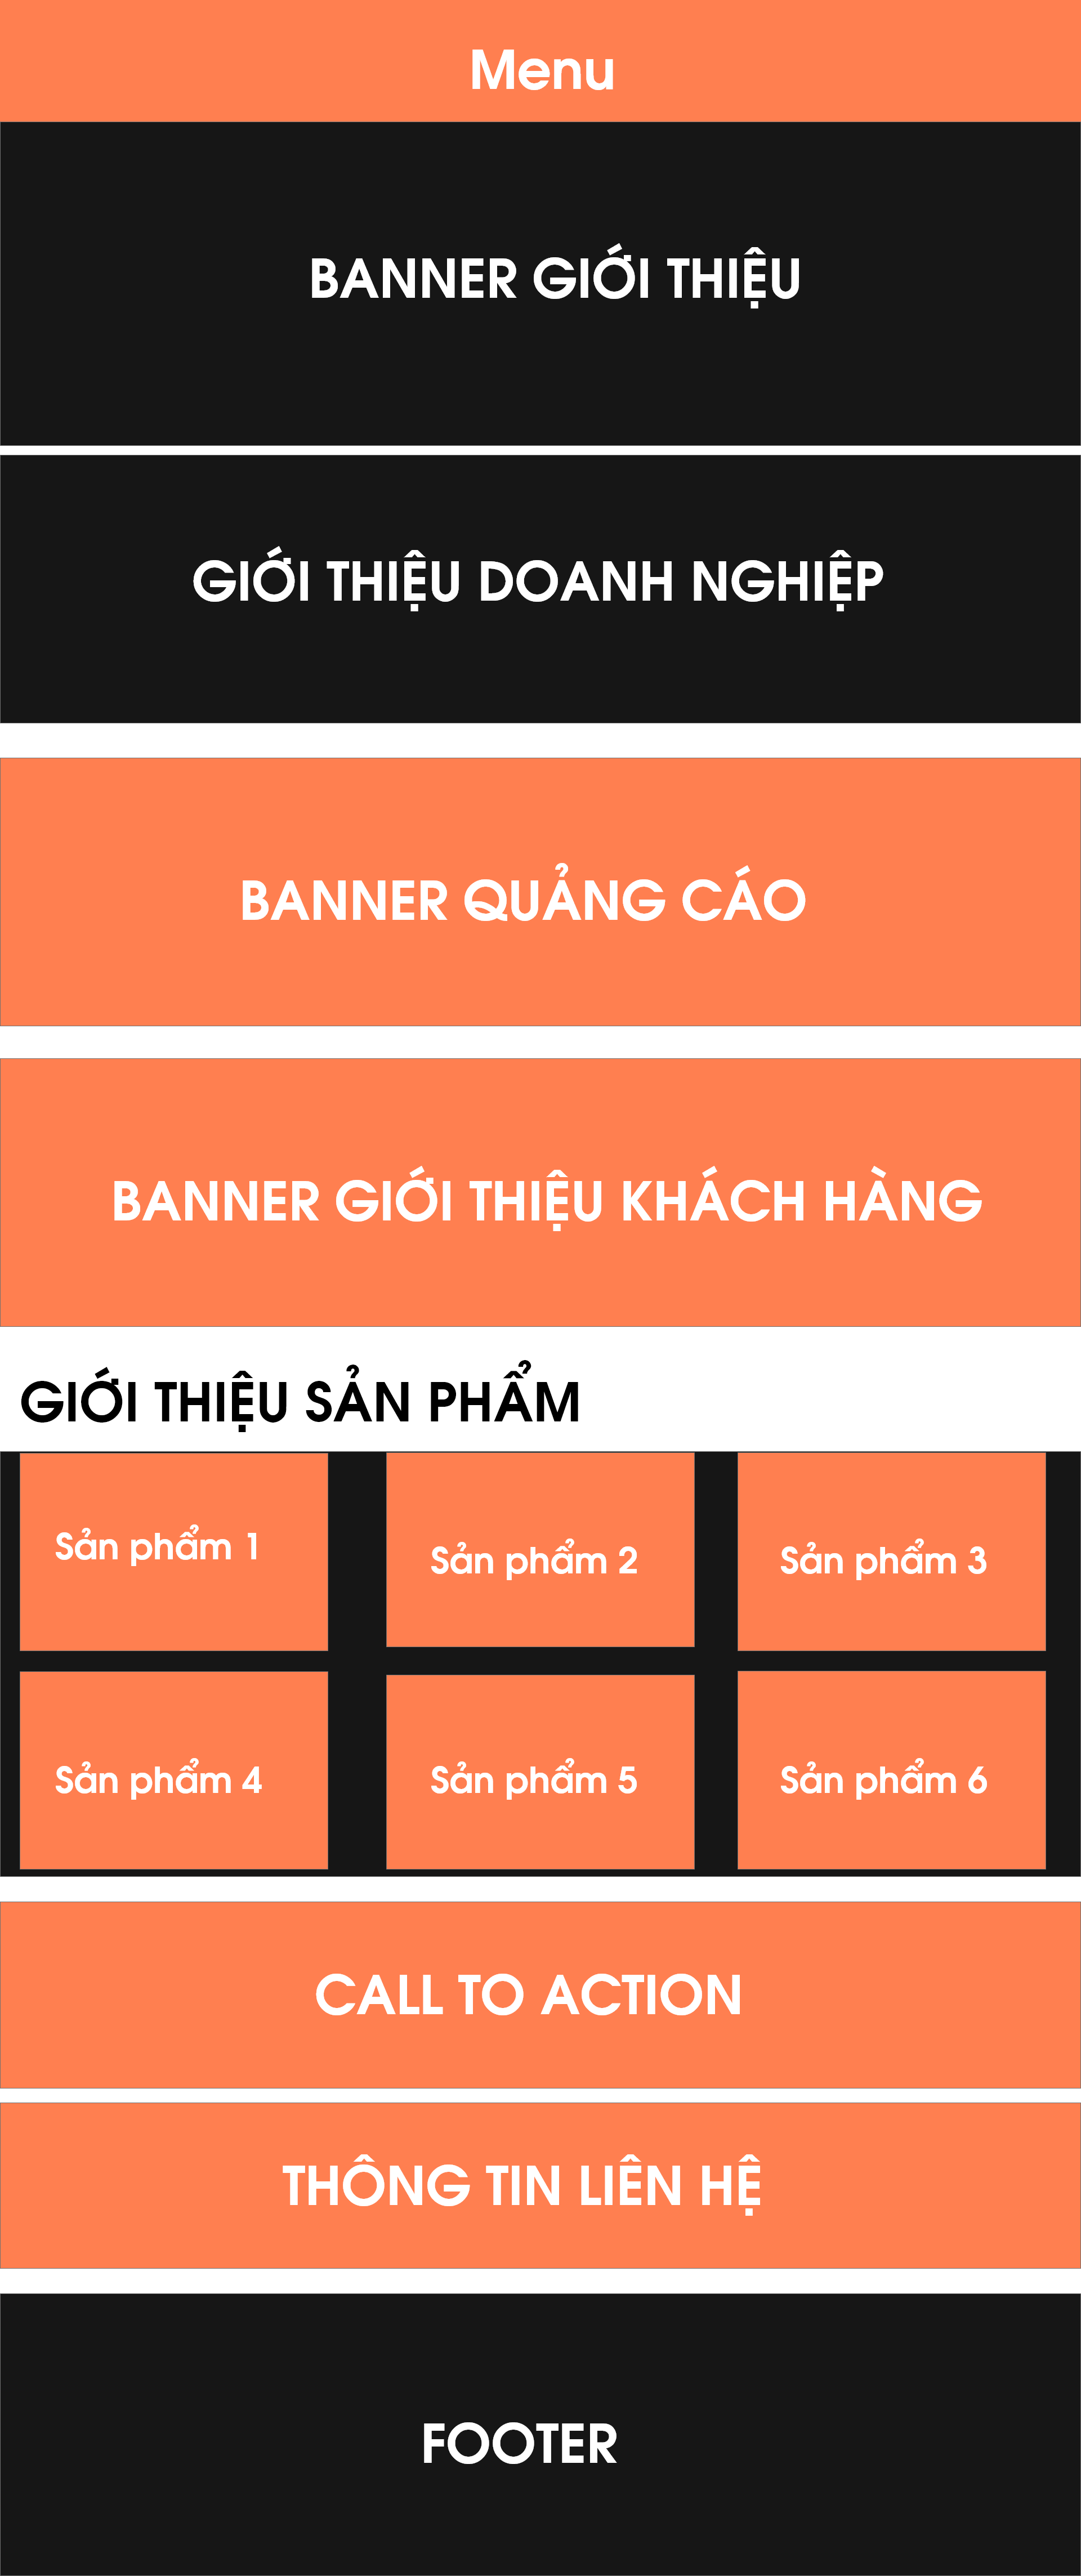 Menu
BANNER GIỚI THIỆU
GIỚI THIỆU DOANH NGHIỆP
BANNER QUẢNG CÁO
BANNER GIỚI THIỆU KHÁCH HÀNG
GIỚI THIỆU SẢN PHẨM
Sản phẩm 1
Sản phẩm 2
Sản phẩm 3
Sản phẩm 4
Sản phẩm 5
Sản phẩm 6
CALL TO ACTION
THÔNG TIN LIÊN HỆ
FOOTER